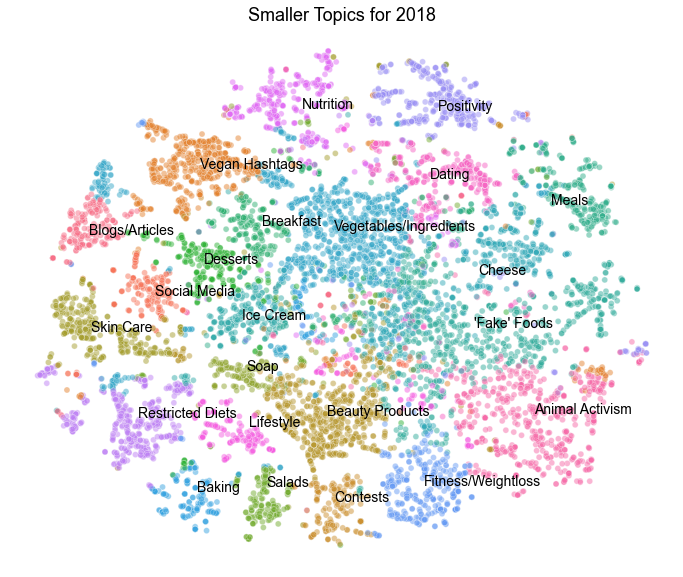 Smaller Topics for 2018
Nutrition
Positivity
Vegan Hashtags
Dating
Meals
Blogs/Articles
Breakfast
Vegetables/Ingredients
Desserts
Cheese
Social Media
Ice Cream
Skin Care
'Fake' Foods
Soap
Restricted Diets
Lifestyle
Beauty Products
Animal Activism
Baking
Salads
Contests
Fitness/Weightloss